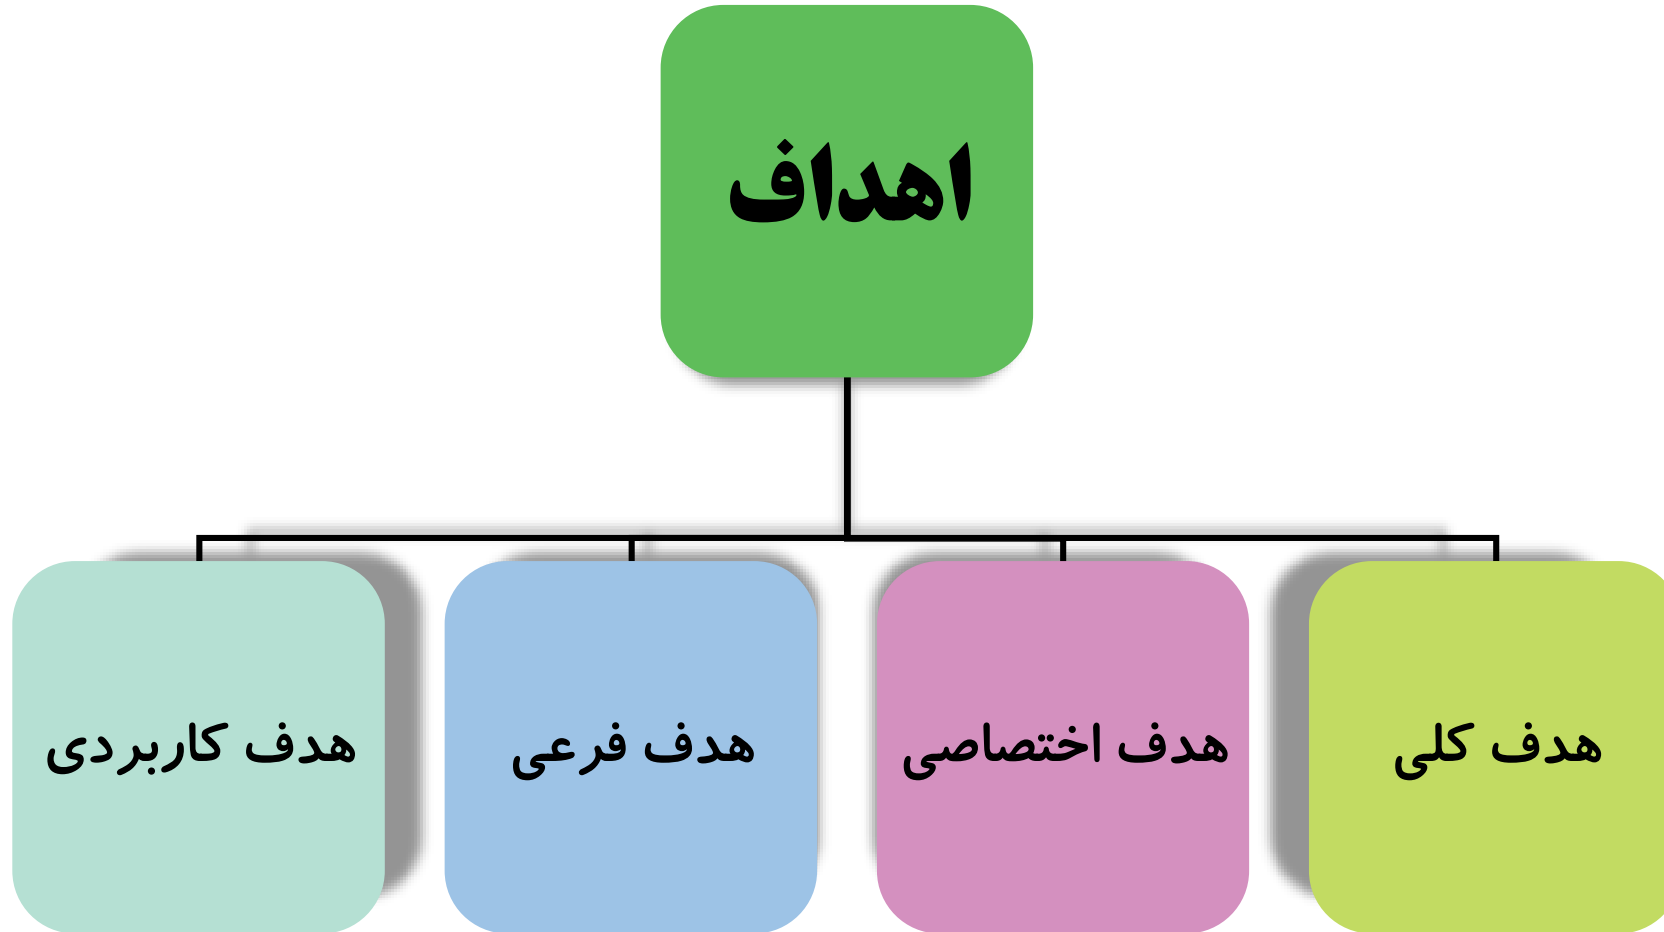 اهداف
هدف کلی
هدف اختصاصی
هدف فرعی
هدف کاربردی